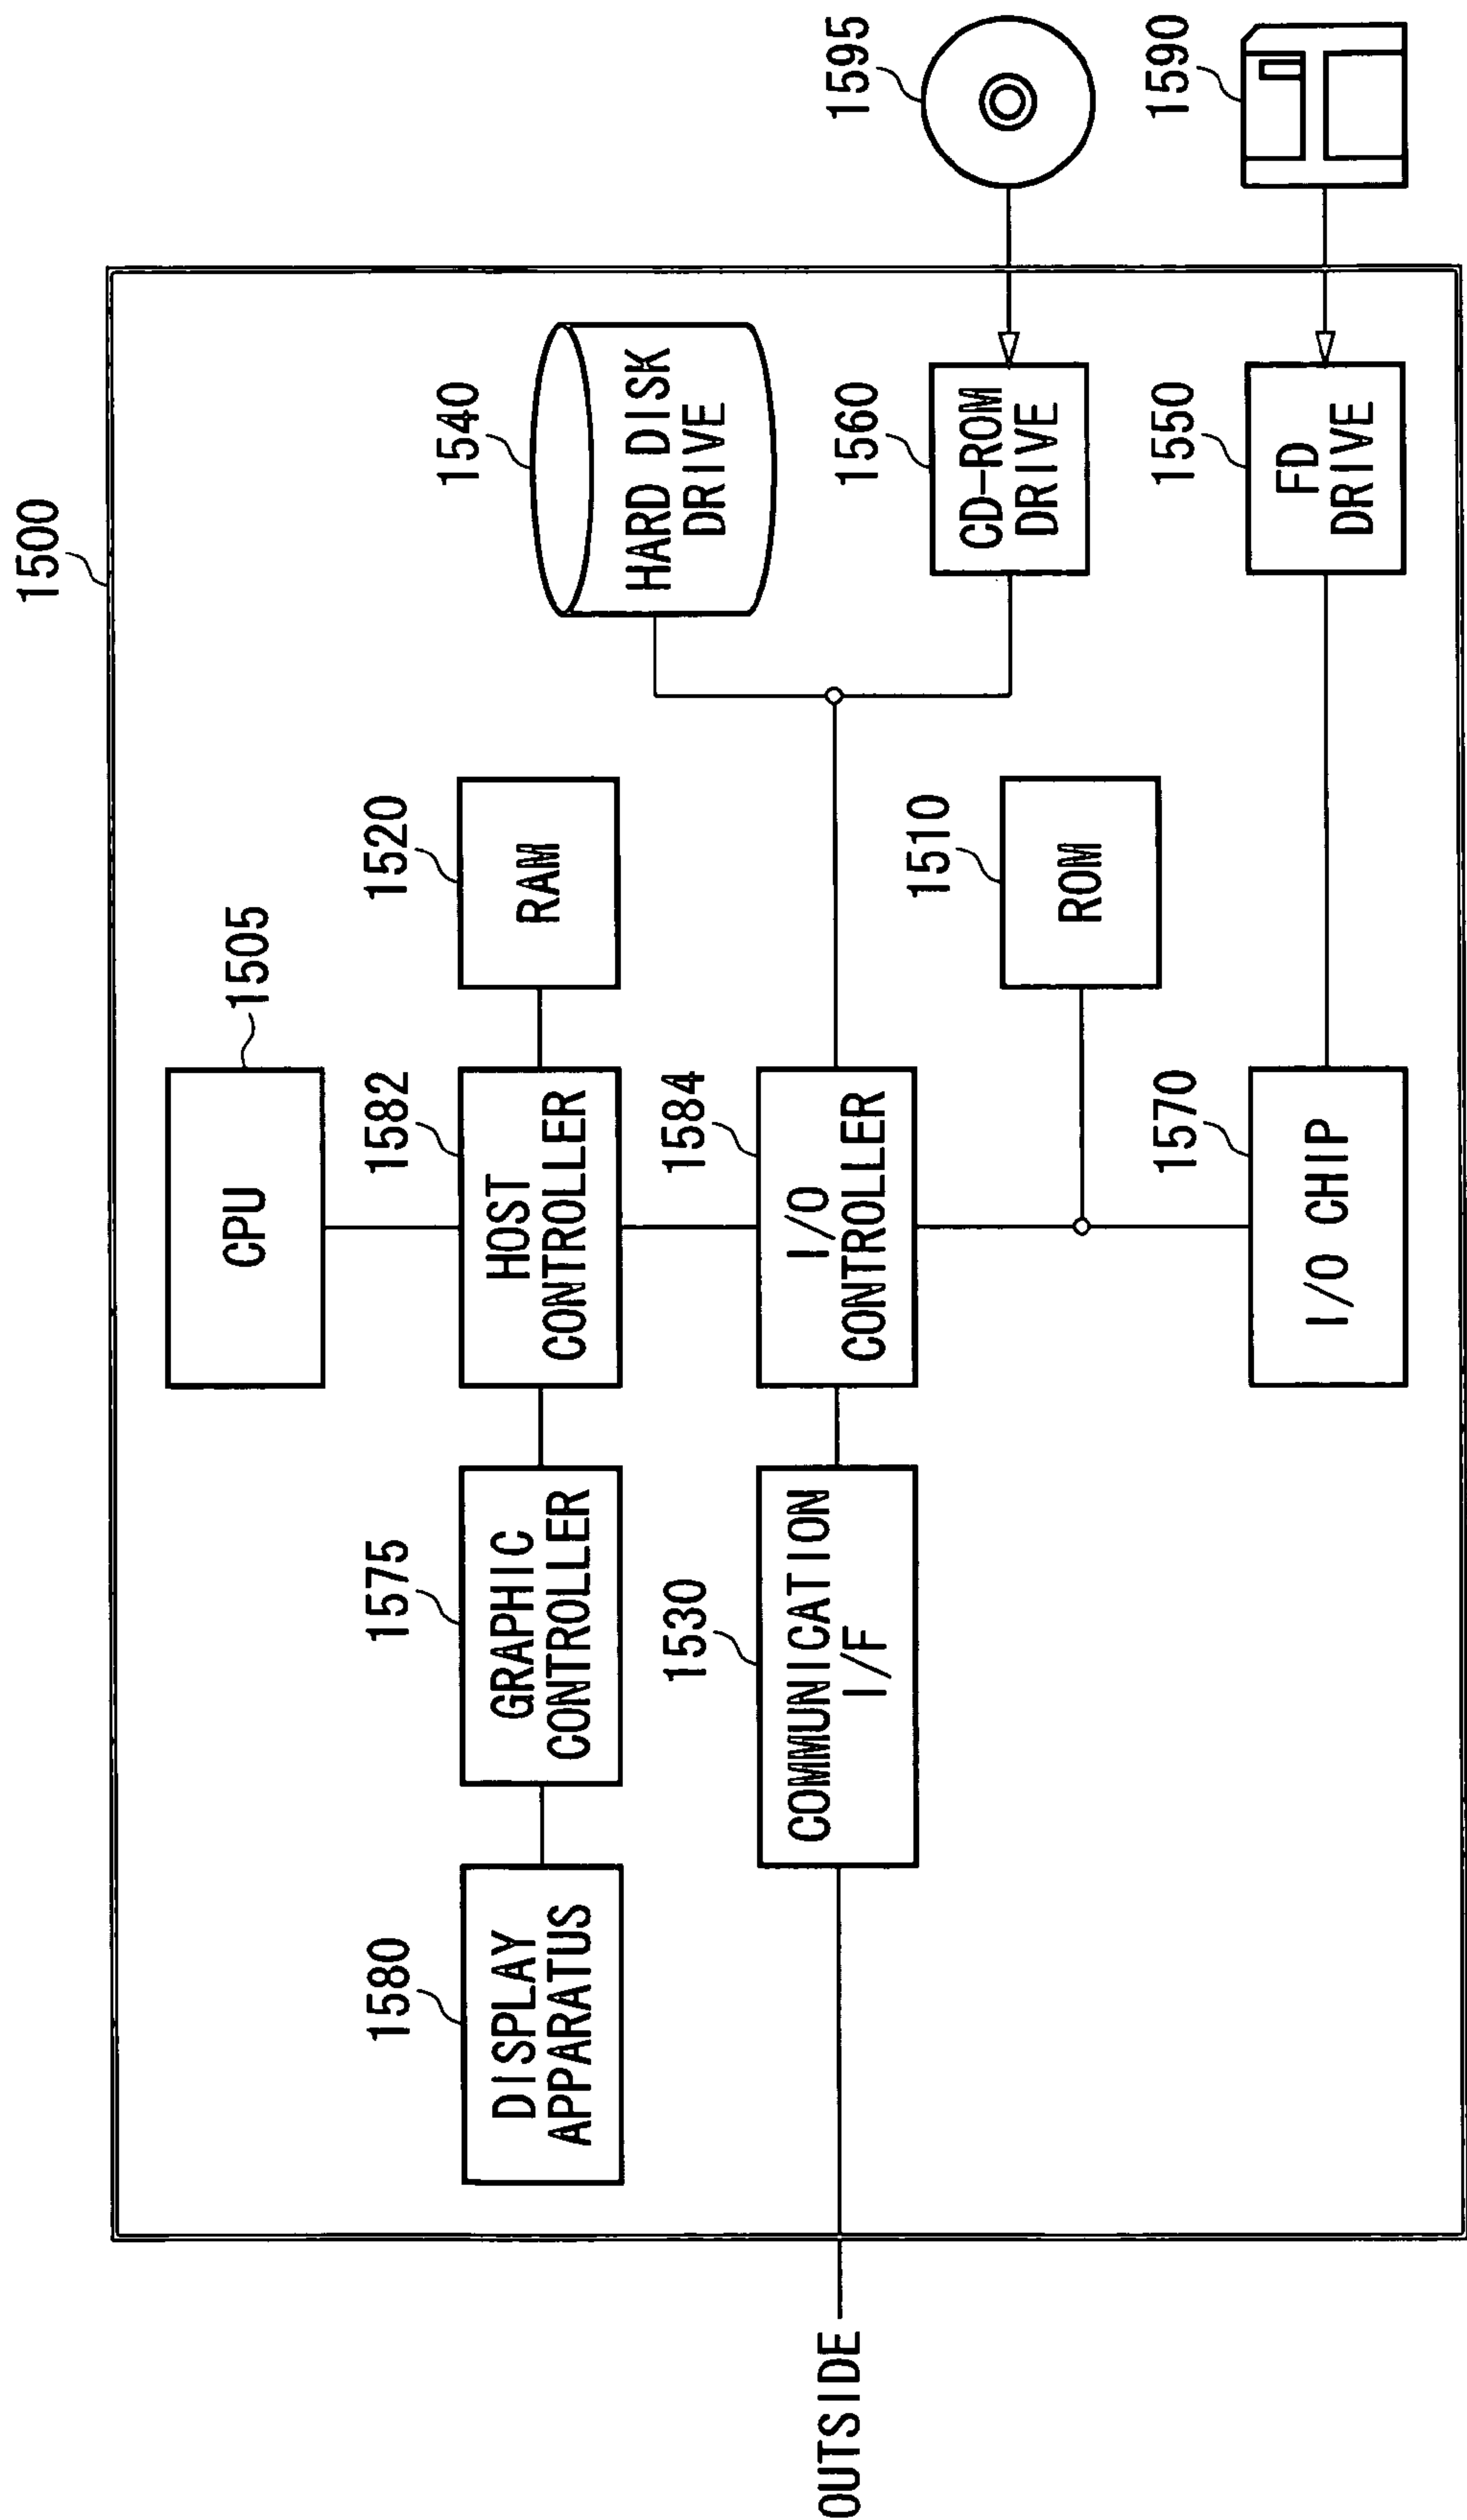 1500
CPU
1505
1580
DISPLAY
APPARATUS
1575
GRAPHIC
CONTROLLER
1582
HOST
CONTROLLER
1520
RAM
1540
HARD DISK
DRIVE
OUTSIDE
1530
COMMUNICATION
I/F
1584
I/O
CONTROLLER
1510
ROM
1560
CD-ROM
DRIVE
1595
1570
I/O CHIP
1550
FD
DRIVE
1590